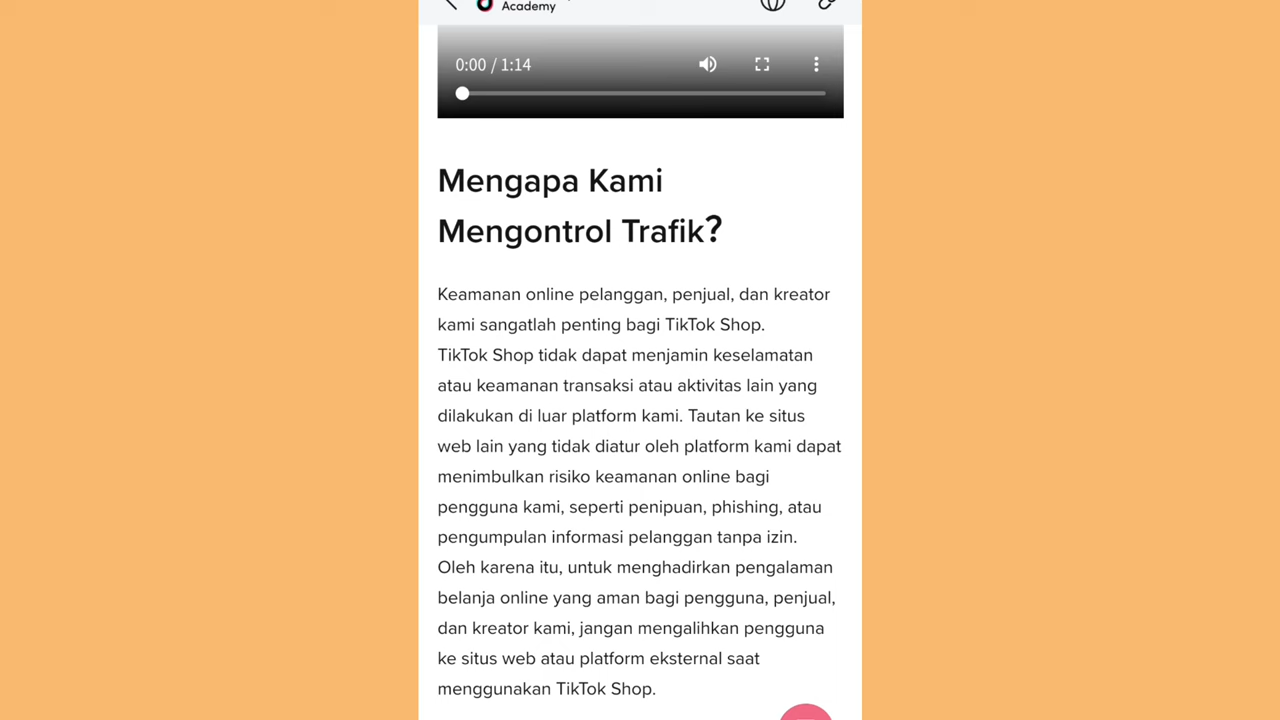 Academy
0:00 / 1:14
Mengapa Kami
Mengontrol Trafik?
Keamanan online pelanggan, penjual, dan kreator
kami sangatlah penting bagi TikTok Shop.
TikTok Shop tidak dapat menjamin keselamatan
atau keamanan transaksi atau aktivitas lain yang
dilakukan di luar platform kami. Tautan ke situs
web lain yang tidak diatur oleh platform kami dapat
menimbulkan risiko keamanan online bagi
pengguna kami, seperti penipuan, phishing, atau
pengumpulan informasi pelanggan tanpa izin.
Oleh karena itu, untuk menghadirkan pengalaman
belanja online yang aman bagi pengguna, penjual,
dan kreator kami, jangan mengalihkan pengguna
ke situs web atau platform eksternal saat
menggunakan TikTok Shop.